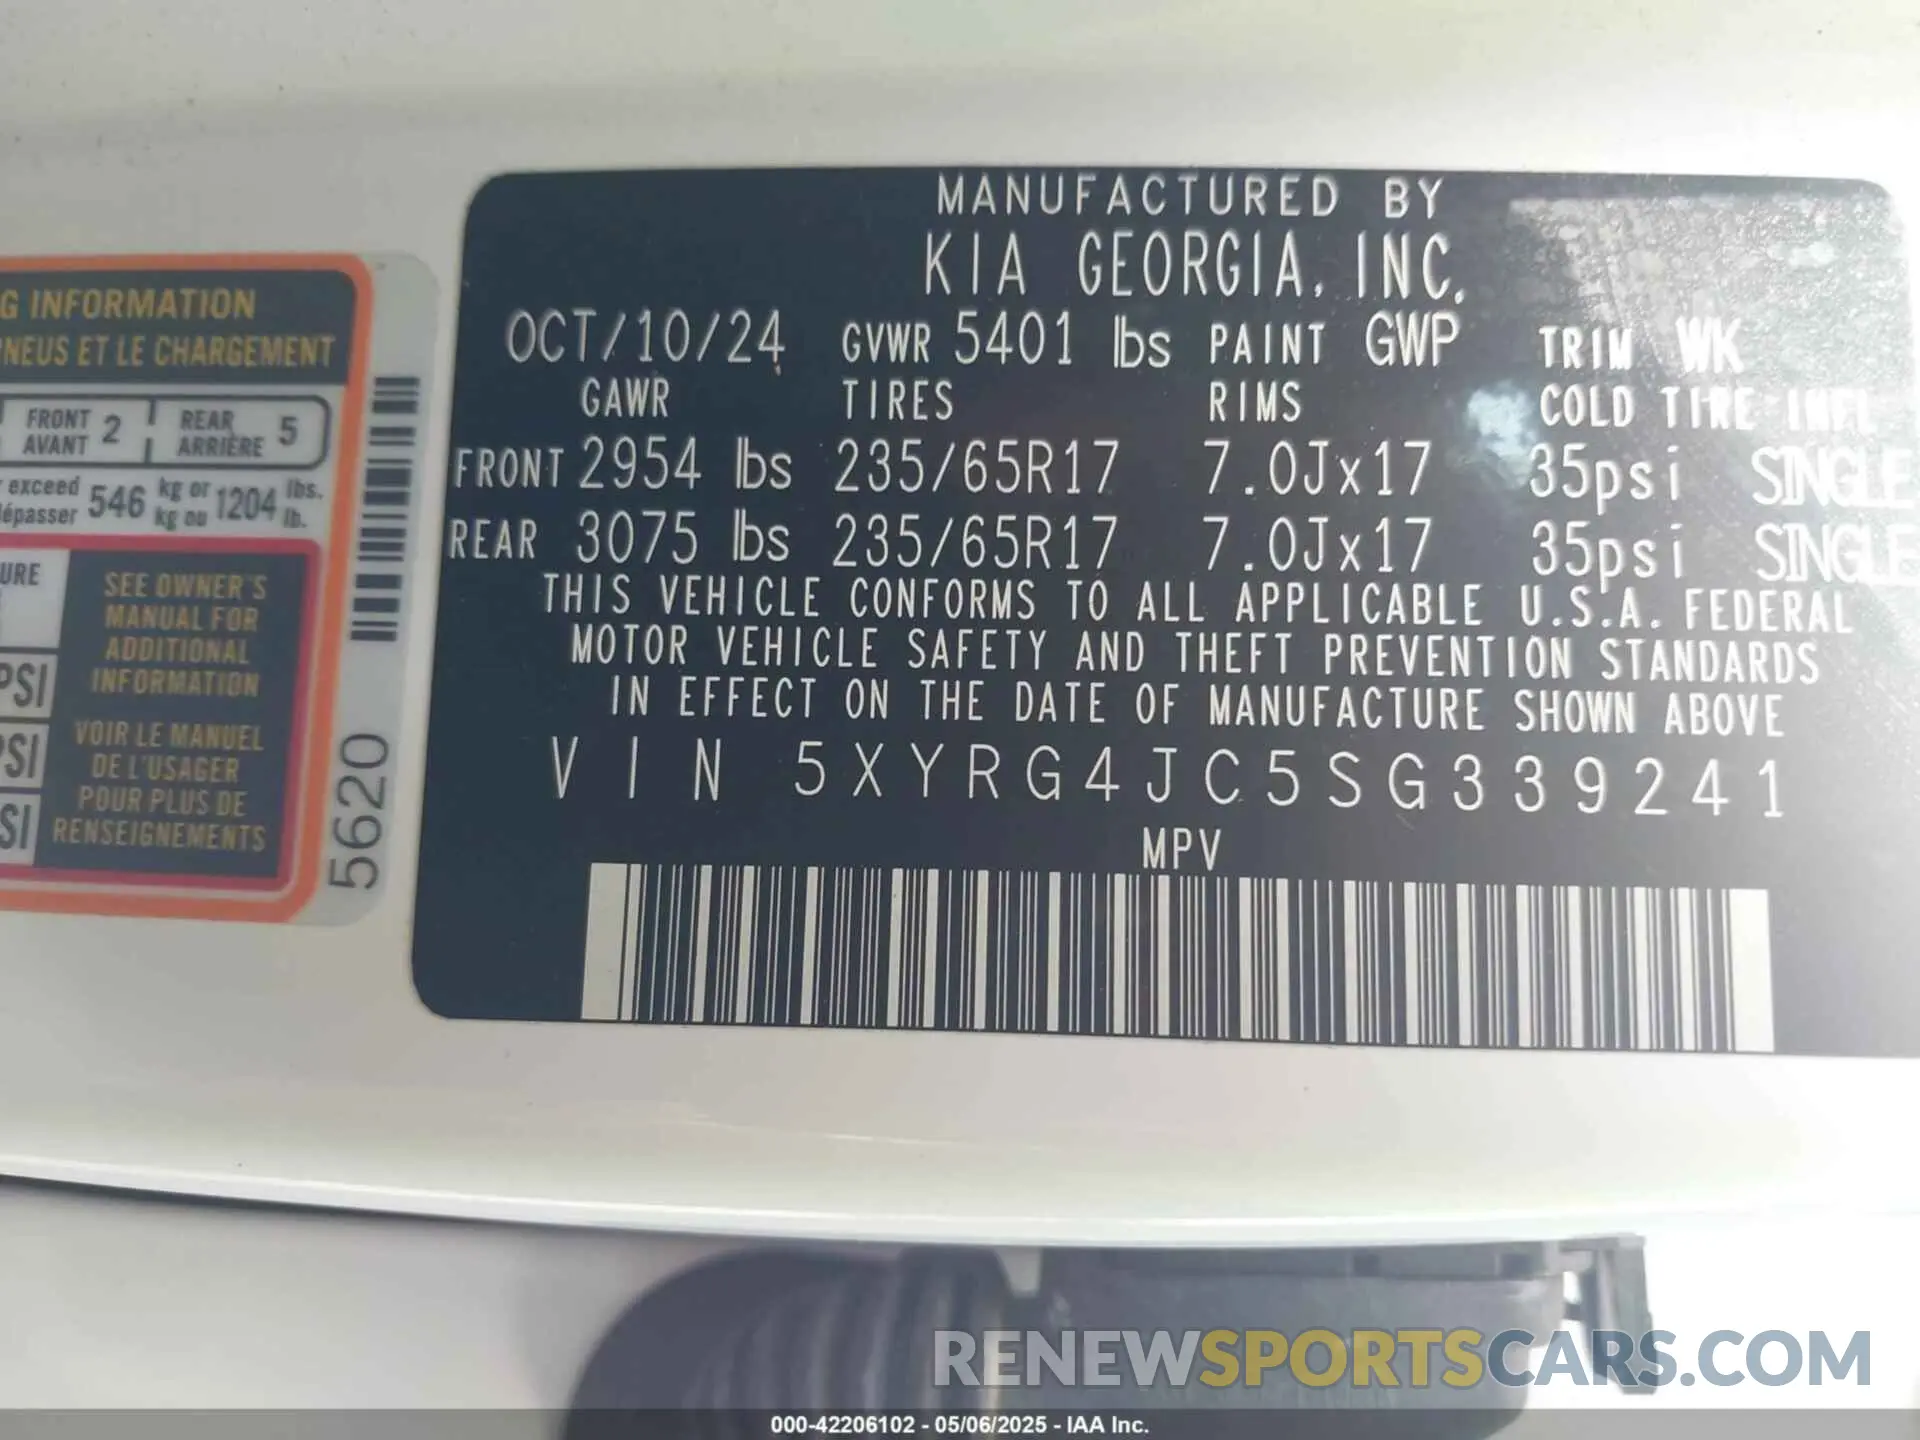 G INFORMATION
PNEUS ET LE CHARGEMENT
FRONT AVANT 2 REAR ARRIÈRE 5
exceed dépasser 546 kg or kg ou 1204 lbs. lb.
URE
PSI
PSI
SI
SEE OWNER'S
MANUAL FOR
ADDITIONAL
INFORMATION
VOIR LE MANUEL
DE L'USAGER
POUR PLUS DE
RENSEIGNEMENTS
5620
MANUFACTURED BY
KIA GEORGIA, INC.
OCT/10/24 GVWR 5401 lbs PAINT GWP TRIM WK
GAWR TIRES RIMS COLD TIRE INFL
FRONT 2954 lbs 235/65R17 7.0Jx17 35psi SINGLE
REAR 3075 lbs 235/65R17 7.0Jx17 35psi SINGLE
THIS VEHICLE CONFORMS TO ALL APPLICABLE U.S.A. FEDERAL
MOTOR VEHICLE SAFETY AND THEFT PREVENTION STANDARDS
IN EFFECT ON THE DATE OF MANUFACTURE SHOWN ABOVE
VIN 5XYRG4JC5SG339241
MPV
RENEWSPORTSCARS.COM
000-42206102 - 05/06/2025 - IAA Inc.